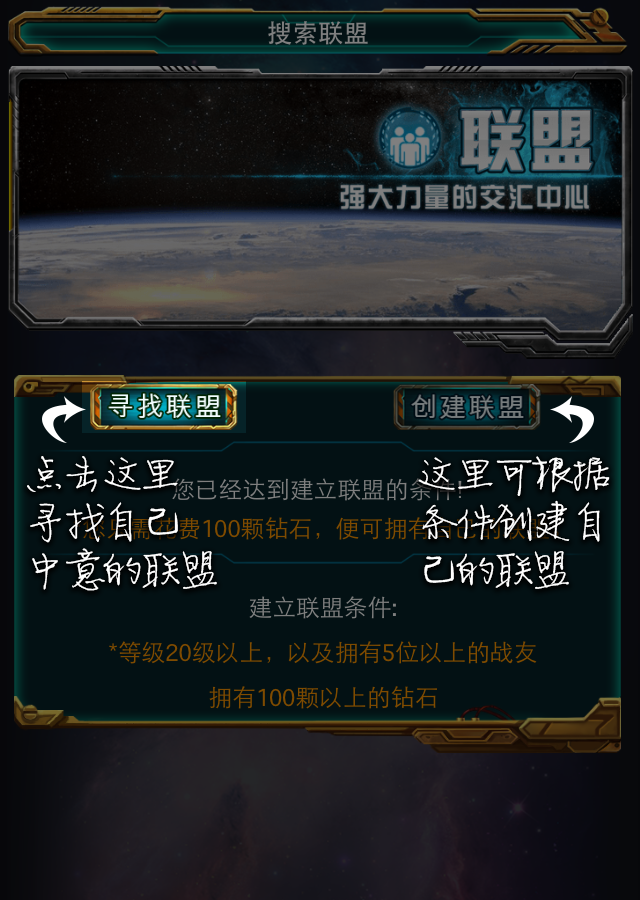 搜索联盟
联盟
强大力量的交汇中心
寻找联盟
创建联盟
点击这里
寻找自己
中意的联盟
这里可根据
条件创建自
己的联盟
您已经达到建立联盟的条件!
花费100颗钻石，便可拥有
建立联盟条件:
*等级20级以上，以及拥有5位以上的战友
拥有100颗以上的钻石